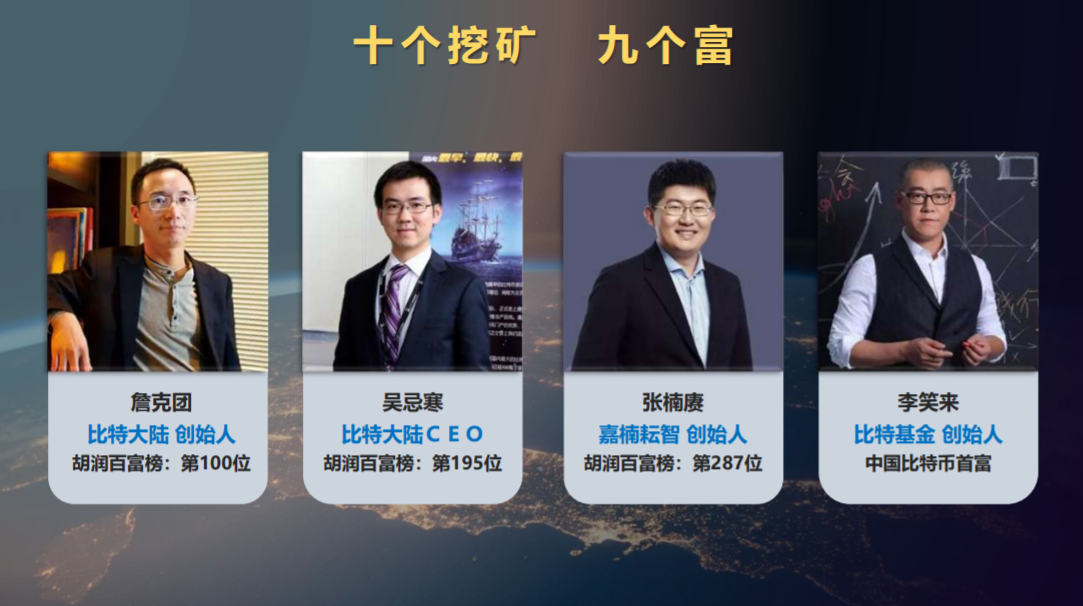 十个挖矿 九个富
詹克团
比特大陆 创始人
胡润百富榜：第100位
吴忌寒
比特大陆ＣＥＯ
胡润百富榜：第195位
张楠赓
嘉楠耘智 创始人
胡润百富榜：第287位
李笑来
比特基金 创始人
中国比特币首富